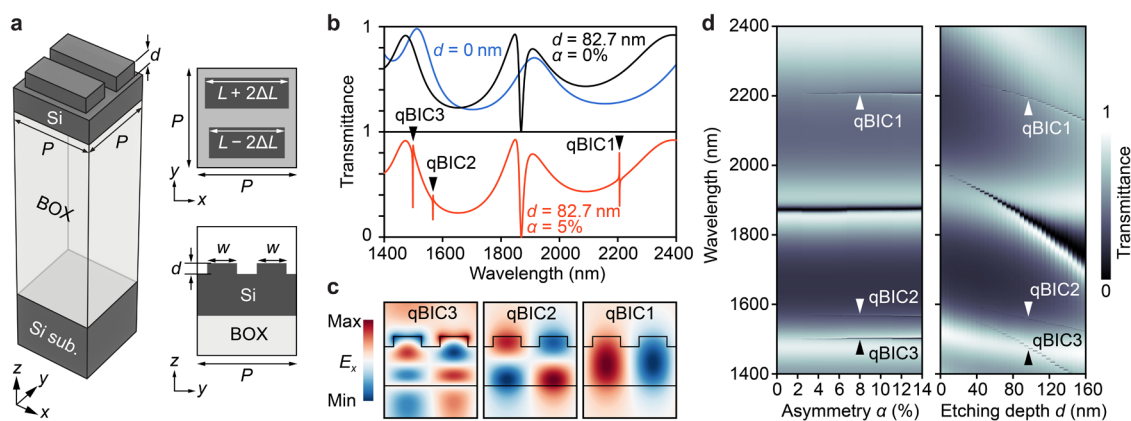 a
d
Si
P
P
BOX
Si sub.
z
y
x
L + 2ΔL
L − 2ΔL
P
y
x
P
w
w
d
Si
BOX
z
y
P
b
Transmittance
1
1
0
d = 0 nm
d = 82.7 nm
α = 0%
qBIC3
qBIC2
qBIC1
d = 82.7 nm
α = 5%
1400 1600 1800 2000 2200 2400
Wavelength (nm)
c
Max
Ex
Min
qBIC3
qBIC2
qBIC1
d
Wavelength (nm)
2400
2200
2000
1800
1600
1400
qBIC1
qBIC2
qBIC3
0 2 4 6 8 10 12 14
Asymmetry α (%)
qBIC1
qBIC2
qBIC3
0 40 80 120 160
Etching depth d (nm)
1
0
Transmittance